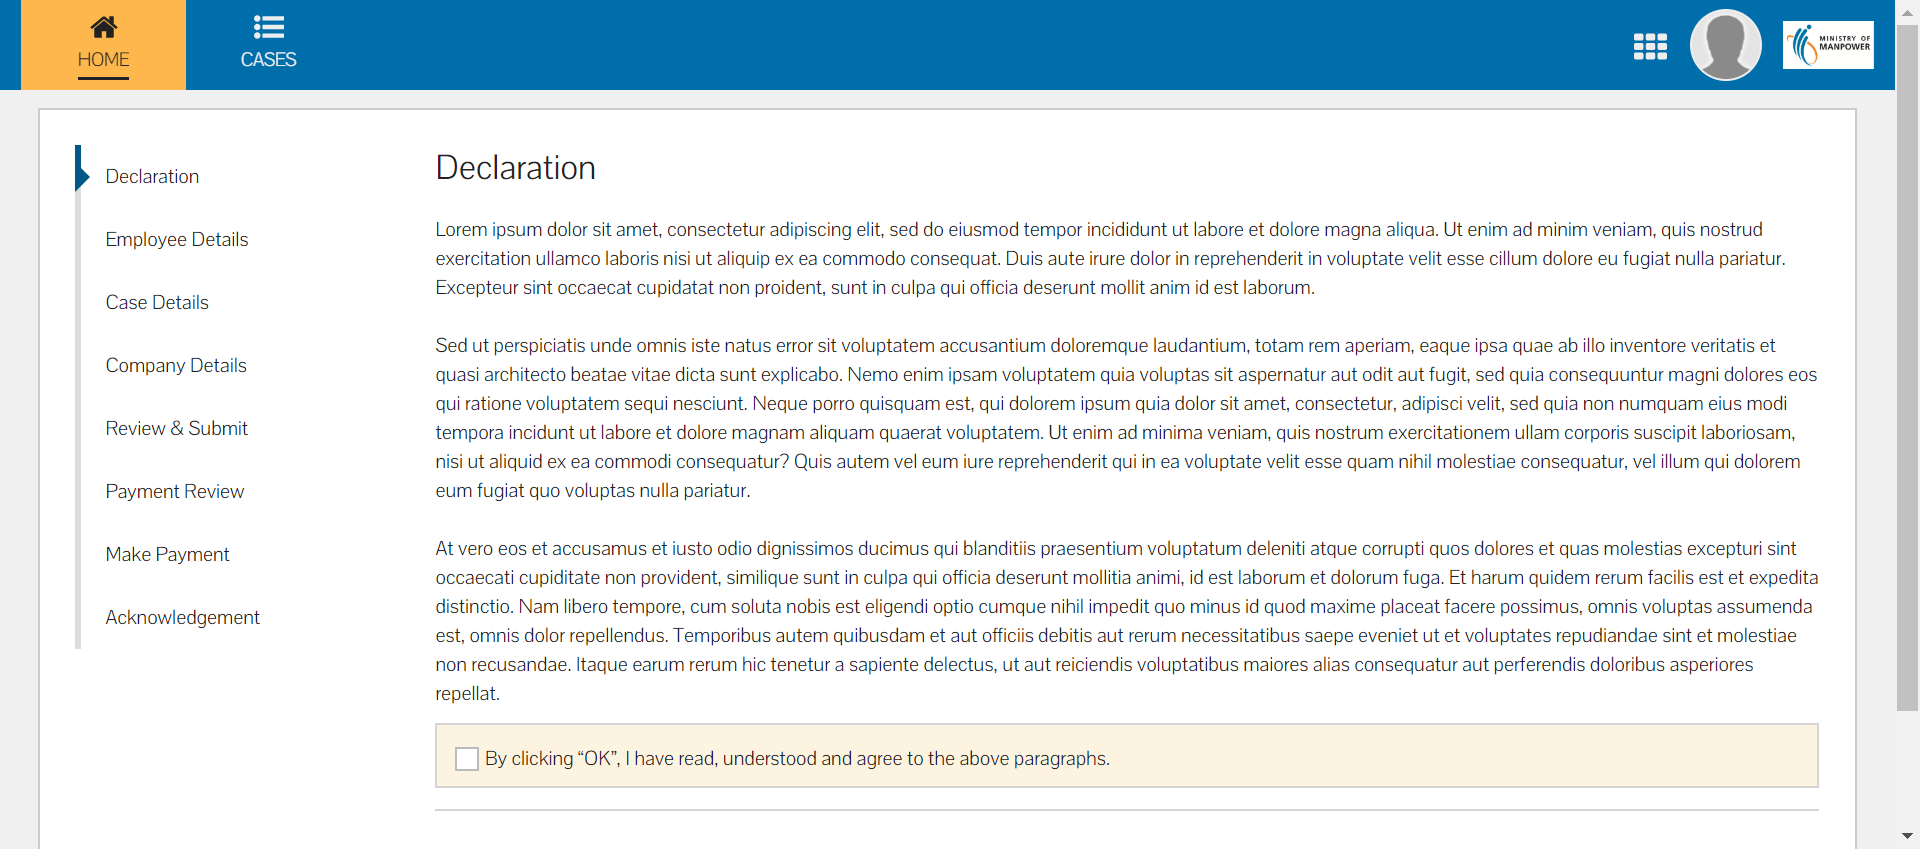 HOME
CASES
MINISTRY OF
MANPOWER
Declaration
Employee Details
Case Details
Company Details
Review & Submit
Payment Review
Make Payment
Acknowledgement
Declaration
Lorem ipsum dolor sit amet, consectetur adipiscing elit, sed do eiusmod tempor incididunt ut labore et dolore magna aliqua. Ut enim ad minim veniam, quis nostrud
exercitation ullamco laboris nisi ut aliquip ex ea commodo consequat. Duis aute irure dolor in reprehenderit in voluptate velit esse cillum dolore eu fugiat nulla pariatur.
Excepteur sint occaecat cupidatat non proident, sunt in culpa qui officia deserunt mollit anim id est laborum.
Sed ut perspiciatis unde omnis iste natus error sit voluptatem accusantium doloremque laudantium, totam rem aperiam, eaque ipsa quae ab illo inventore veritatis et
quasi architecto beatae vitae dicta sunt explicabo. Nemo enim ipsam voluptatem quia voluptas sit aspernatur aut odit aut fugit, sed quia consequuntur magni dolores eos
qui ratione voluptatem sequi nesciunt. Neque porro quisquam est, qui dolorem ipsum quia dolor sit amet, consectetur, adipisci velit, sed quia non numquam eius modi
tempora incidunt ut labore et dolore magnam aliquam quaerat voluptatem. Ut enim ad minima veniam, quis nostrum exercitationem ullam corporis suscipit laboriosam,
nisi ut aliquid ex ea commodi consequatur? Quis autem vel eum iure reprehenderit qui in ea voluptate velit esse quam nihil molestiae consequatur, vel illum qui dolorem
eum fugiat quo voluptas nulla pariatur.
At vero eos et accusamus et iusto odio dignissimos ducimus qui blanditiis praesentium voluptatum deleniti atque corrupti quos dolores et quas molestias excepturi sint
occaecati cupiditate non provident, similique sunt in culpa qui officia deserunt mollitia animi, id est laborum et dolorum fuga. Et harum quidem rerum facilis est et expedita
distinctio. Nam libero tempore, cum soluta nobis est eligendi optio cumque nihil impedit quo minus id quod maxime placeat facere possimus, omnis voluptas assumenda
est, omnis dolor repellendus. Temporibus autem quibusdam et aut officiis debitis aut rerum necessitatibus saepe eveniet ut et voluptates repudiandae sint et molestiae
non recusandae. Itaque earum rerum hic tenetur a sapiente delectus, ut aut reiciendis voluptatibus maiores alias consequatur aut perferendis doloribus asperiores
repellat.
By clicking “OK”, I have read, understood and agree to the above paragraphs.